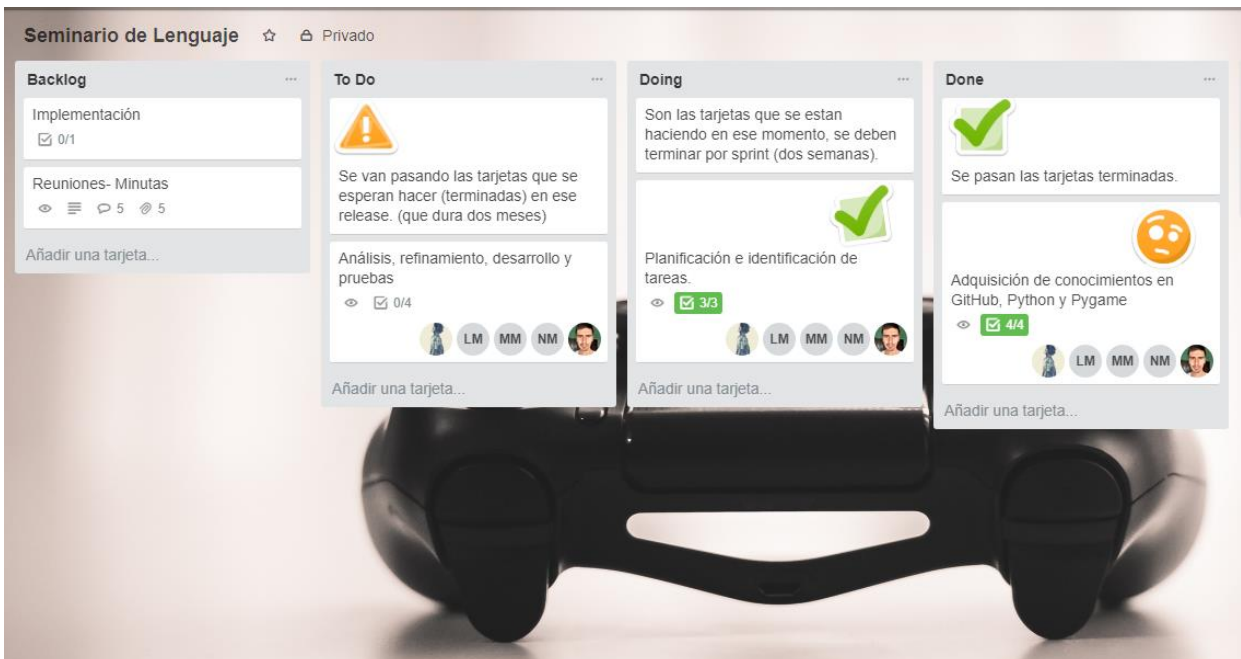 Seminario de Lenguaje
Privado
Backlog
Implementación
0/1
Reuniones- Minutas
5 5
Añadir una tarjeta...
To Do
Se van pasando las tarjetas que se
esperan hacer (terminadas) en ese
release. (que dura dos meses)
Análisis, refinamiento, desarrollo y
pruebas
0/4
LM MM NM
Añadir una tarjeta...
Doing
Son las tarjetas que se estan
haciendo en ese momento, se deben
terminar por sprint (dos semanas).
Planificación e identificación de
tareas.
3/3
LM MM NM
Añadir una tarjeta...
Done
Se pasan las tarjetas terminadas.
Adquisición de conocimientos en
GitHub, Python y Pygame
4/4
LM MM NM
Añadir una tarjeta...